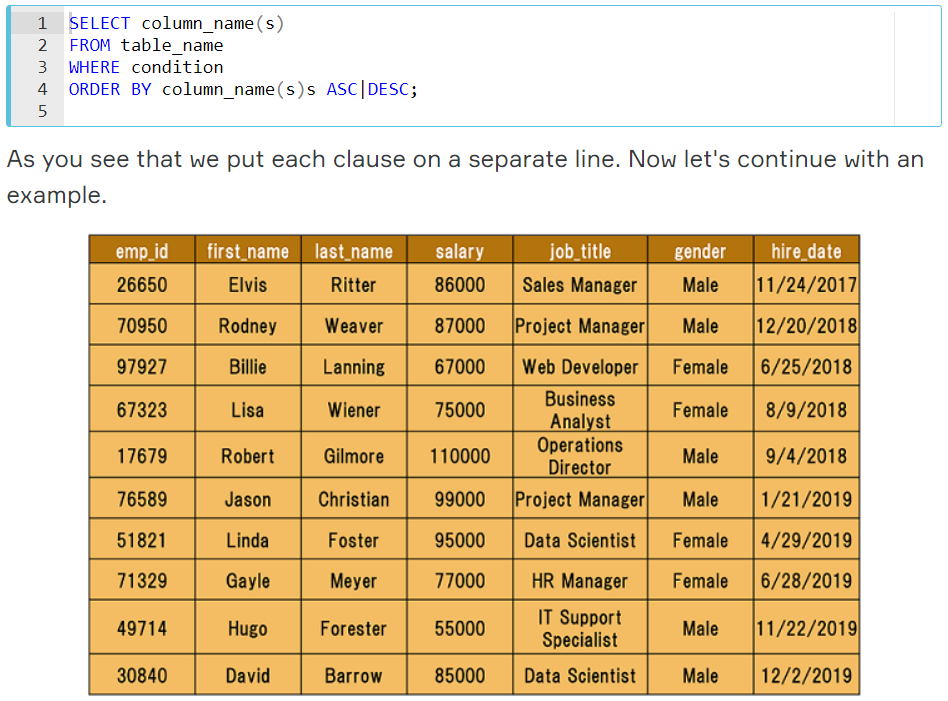 1 SELECT column_name(s)
2 FROM table_name
3 WHERE condition
4 ORDER BY column_name(s)s ASC|DESC;
5
As you see that we put each clause on a separate line. Now let's continue with an
example.
emp_id first_name last_name salary job_title gender hire_date
26650 Elvis Ritter 86000 Sales Manager Male 11/24/2017
70950 Rodney Weaver 87000 Project Manager Male 12/20/2018
97927 Billie Lanning 67000 Web Developer Female 6/25/2018
67323 Lisa Wiener 75000 Business Analyst Female 8/9/2018
17679 Robert Gilmore 110000 Operations Director Male 9/4/2018
76589 Jason Christian 99000 Project Manager Male 1/21/2019
51821 Linda Foster 95000 Data Scientist Female 4/29/2019
71329 Gayle Meyer 77000 HR Manager Female 6/28/2019
49714 Hugo Forester 55000 IT Support Specialist Male 11/22/2019
30840 David Barrow 85000 Data Scientist Male 12/2/2019